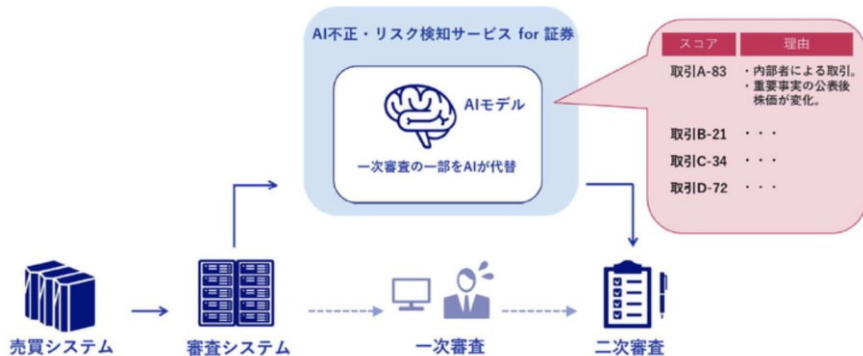 AI不正・リスク検知サービス for 証券
AIモデル
一次審査の一部をAIが代替
スコア 理由
取引A-83 ・内部者による取引。
・重要事実の公表後
株価が変化。
取引B-21 ・・・
取引C-34 ・・・
取引D-72 ・・・
売買システム
審査システム
一次審査
二次審査